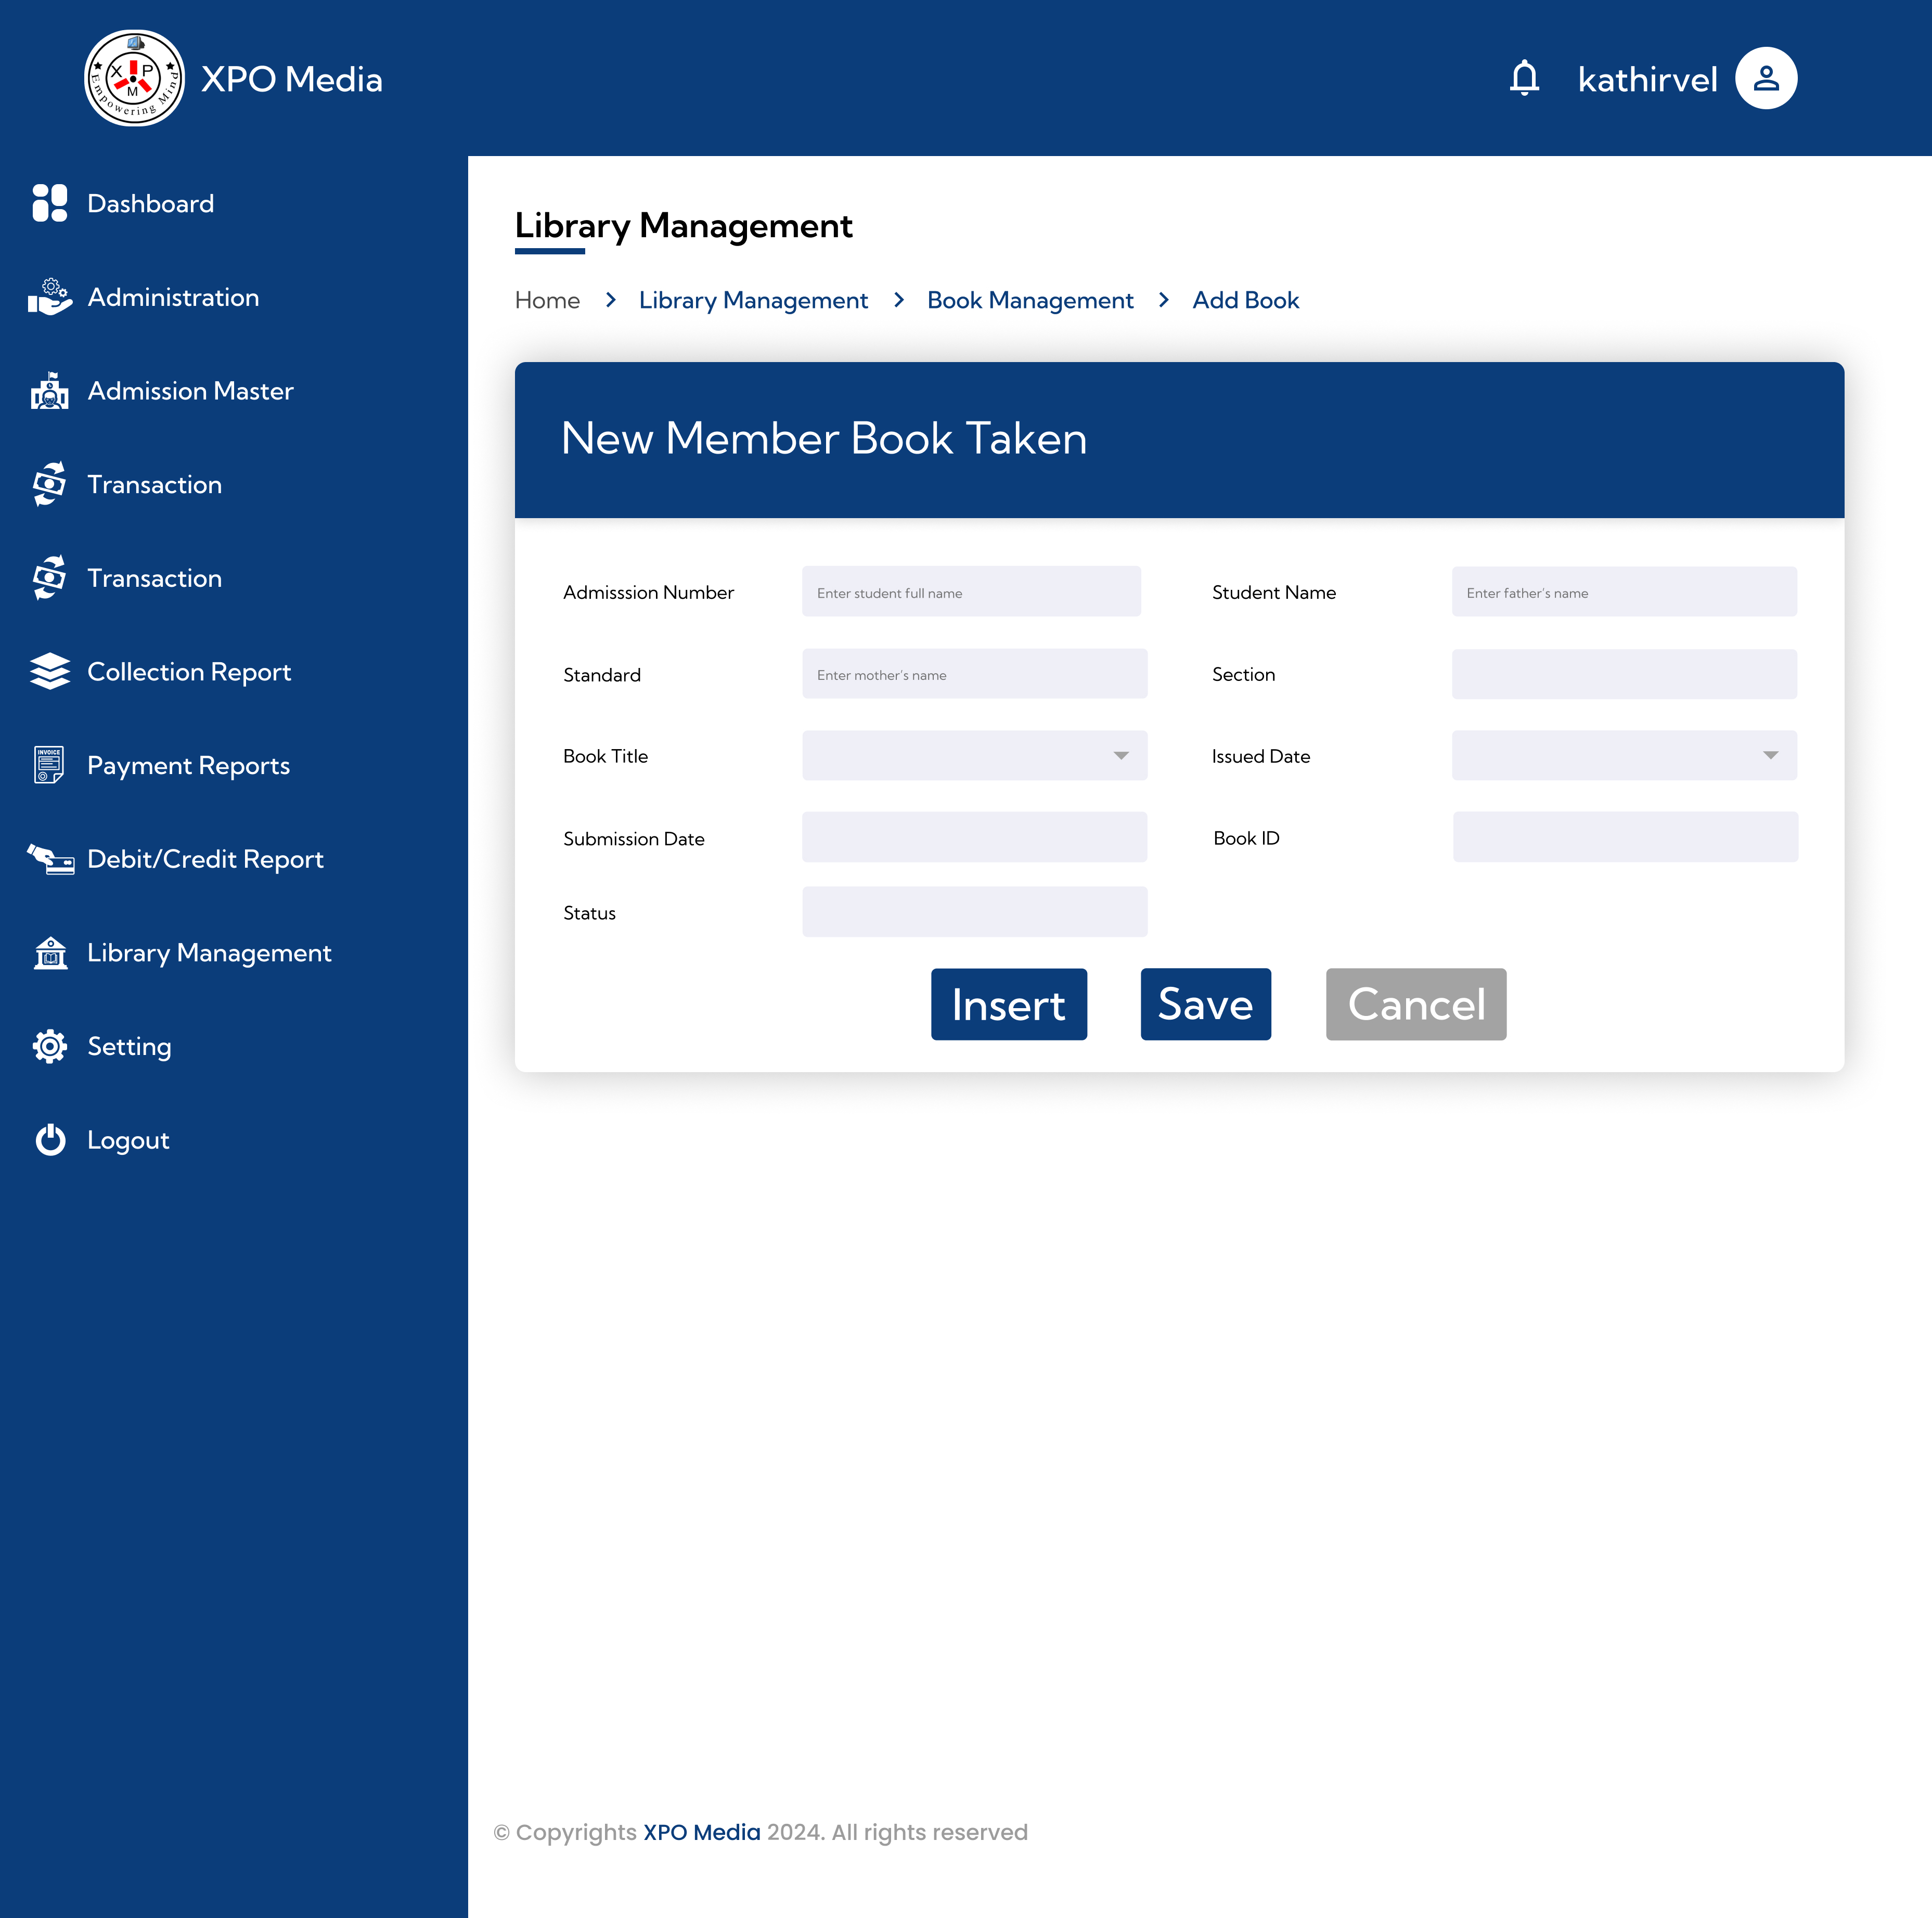 X P M
Empowering Mind
XPO Media
kathirvel
Dashboard
Administration
Admission Master
Transaction
Transaction
Collection Report
INVOICE
Payment Reports
Debit/Credit Report
Library Management
Setting
Logout
Library Management
Home > Library Management > Book Management > Add Book
New Member Book Taken
Admisssion Number
Enter student full name
Student Name
Enter father's name
Standard
Enter mother's name
Section
Book Title
Issued Date
Submission Date
Book ID
Status
Insert
Save
Cancel
© Copyrights XPO Media 2024. All rights reserved